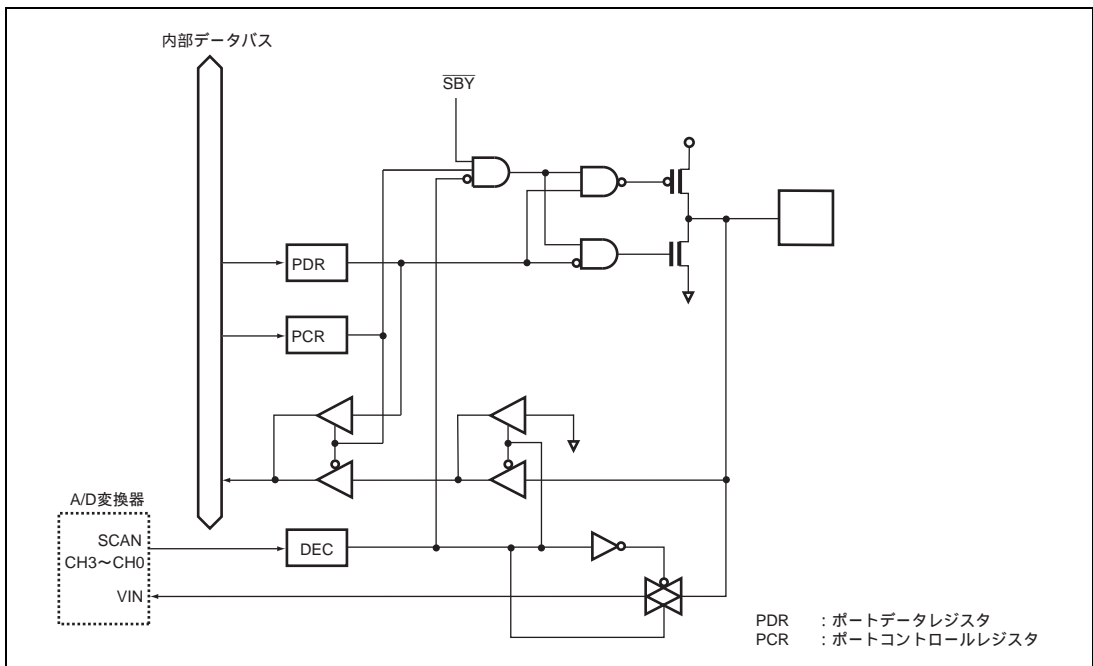 内部データバス
SBY
PDR
PCR
A/D変換器
SCAN
CH3～CH0
VIN
DEC
PDR :ポートデータレジスタ
PCR :ポートコントロールレジスタ